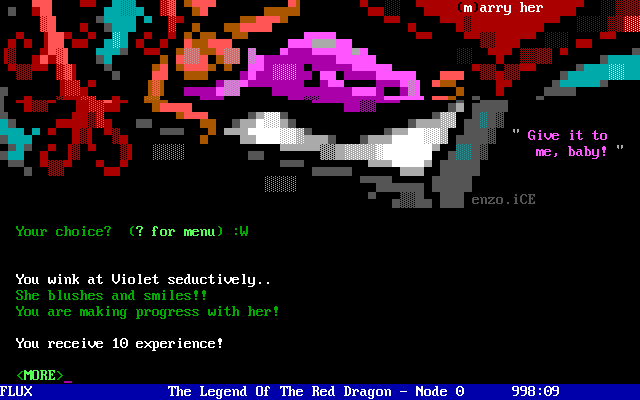 (m)arry her
" Give it to
me, baby! "
enzo.iCE
Your choice? (? for menu) :W
You wink at Violet seductively..
She blushes and smiles!!
You are making progress with her!
You receive 10 experience!
<MORE>_
FLUX The Legend Of The Red Dragon - Node 0 998:09